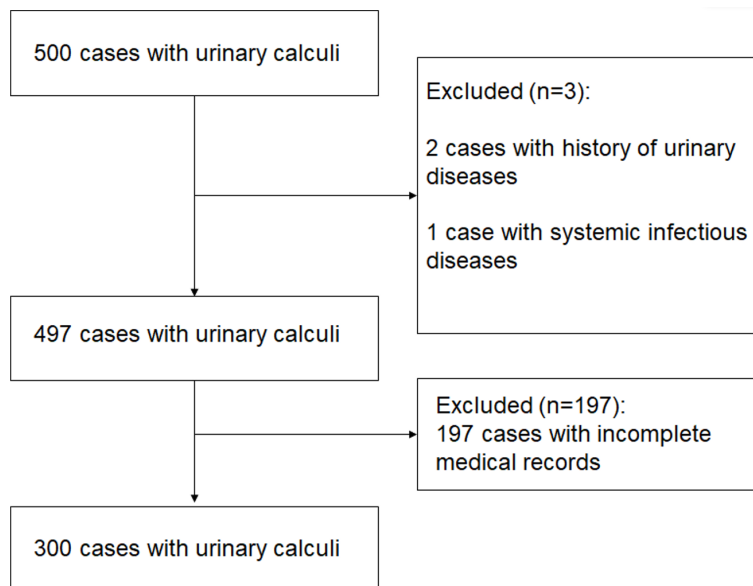 500 cases with urinary calculi
Excluded (n=3):
2 cases with history of urinary
diseases
1 case with systemic infectious
diseases
497 cases with urinary calculi
Excluded (n=197):
197 cases with incomplete
medical records
300 cases with urinary calculi